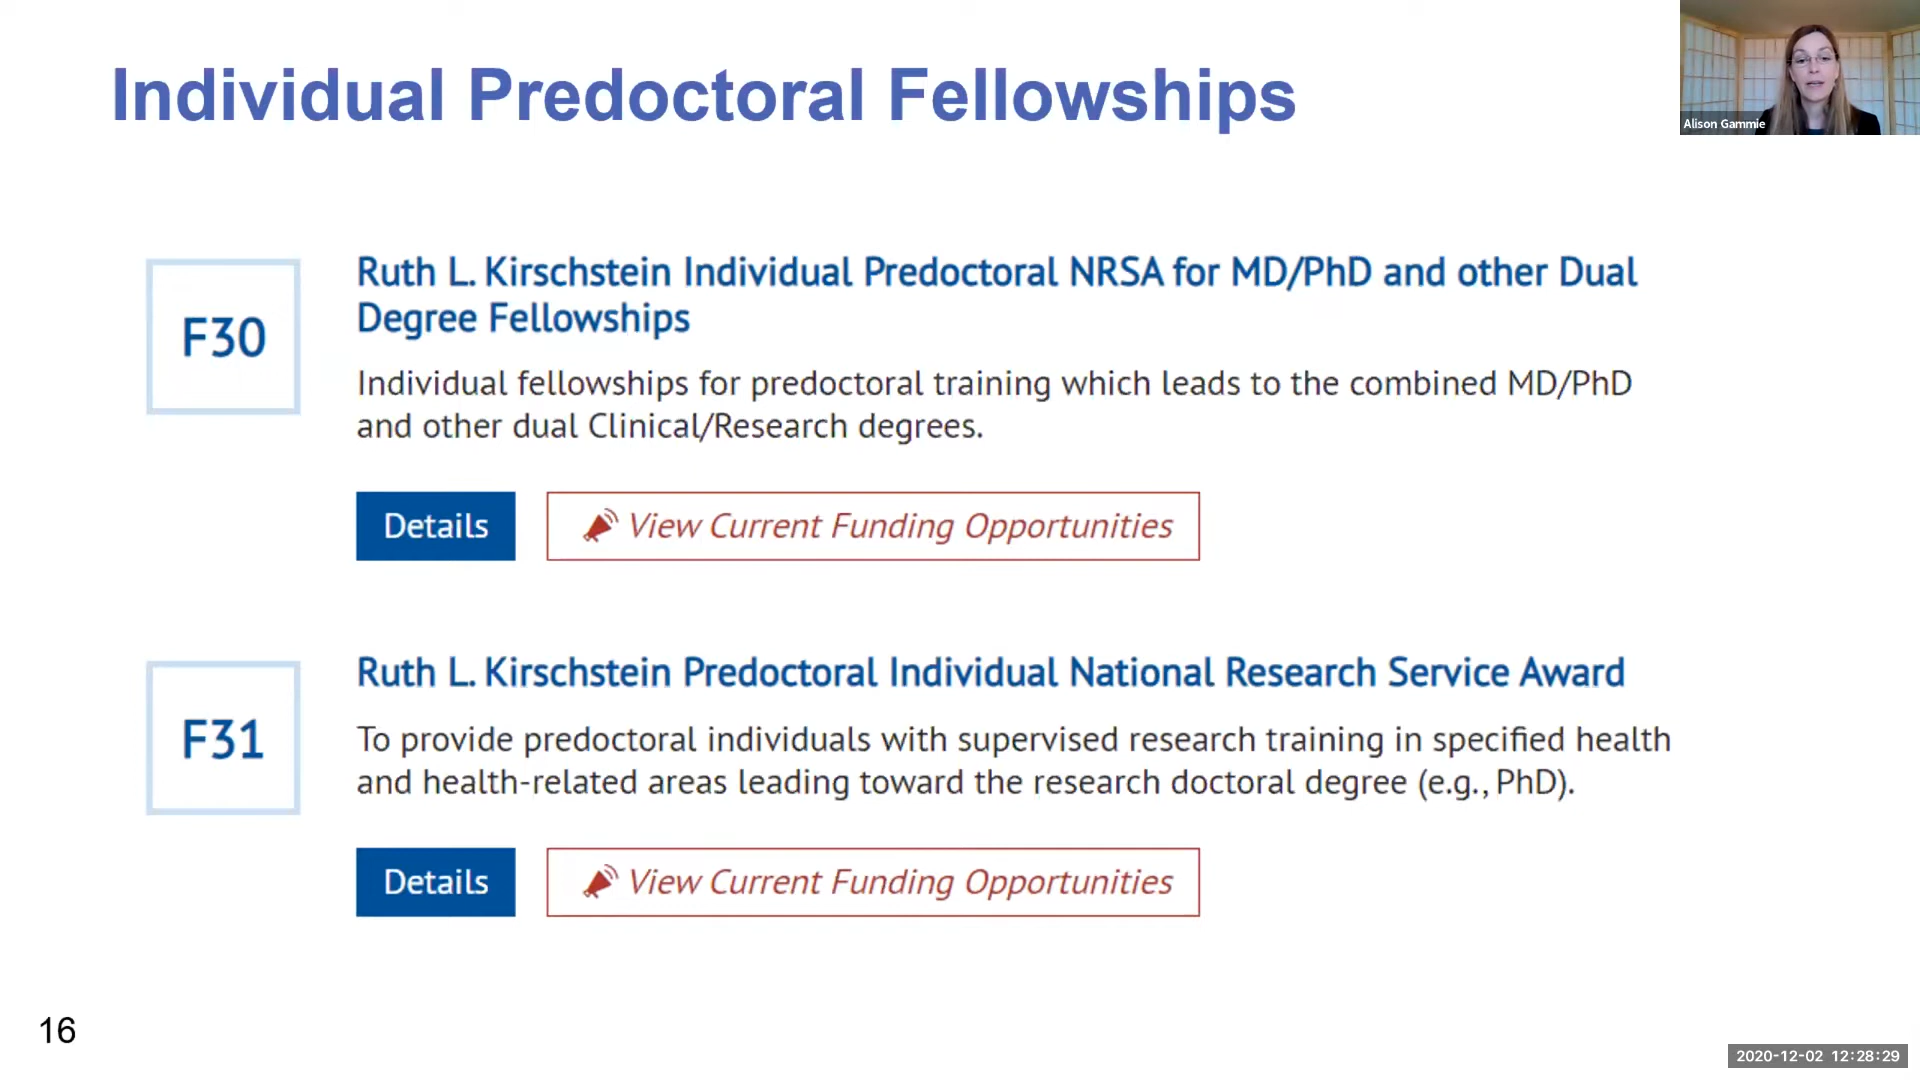 Individual Predoctoral Fellowships
Alison Gammie
F30
Ruth L. Kirschstein Individual Predoctoral NRSA for MD/PhD and other Dual
Degree Fellowships
Individual fellowships for predoctoral training which leads to the combined MD/PhD
and other dual Clinical/Research degrees.
Details
View Current Funding Opportunities
F31
Ruth L. Kirschstein Predoctoral Individual National Research Service Award
To provide predoctoral individuals with supervised research training in specified health
and health-related areas leading toward the research doctoral degree (e.g., PhD).
Details
View Current Funding Opportunities
16
2020-12-02 12:28:29